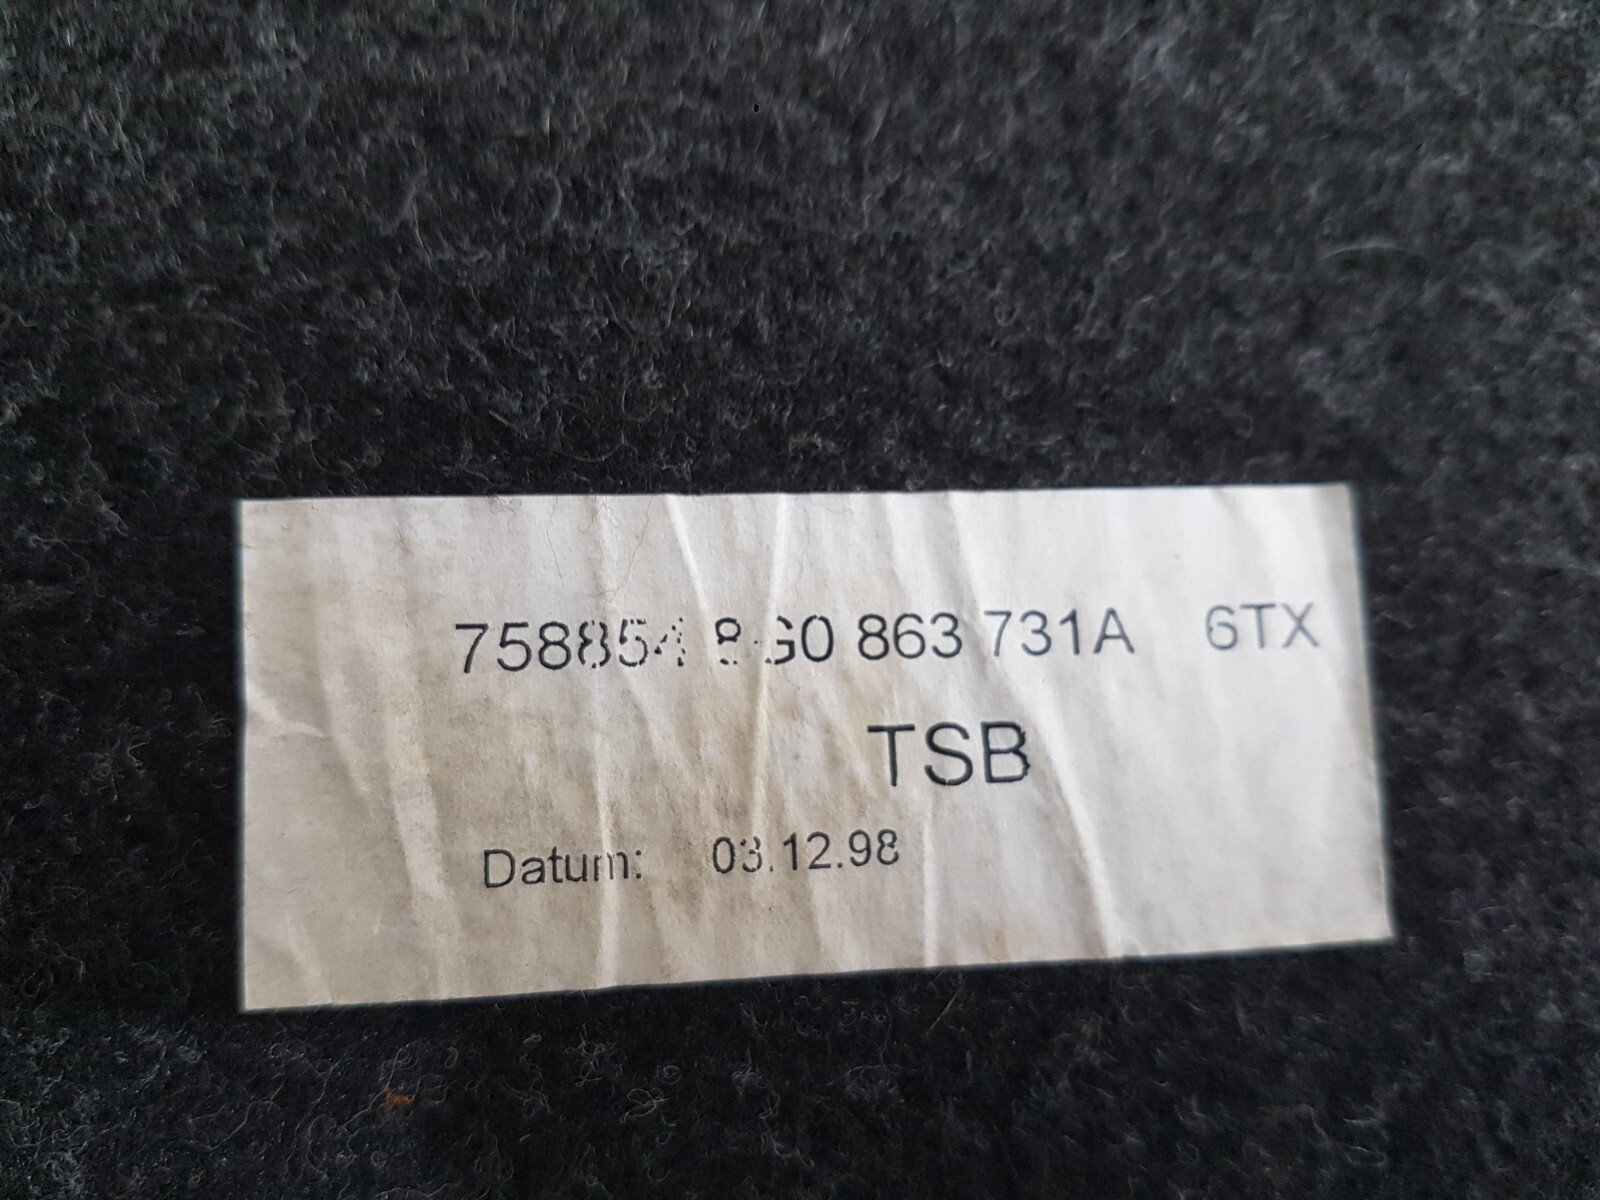 758854 8G0 863 731A 6TX
TSB
Datum: 03.12.98